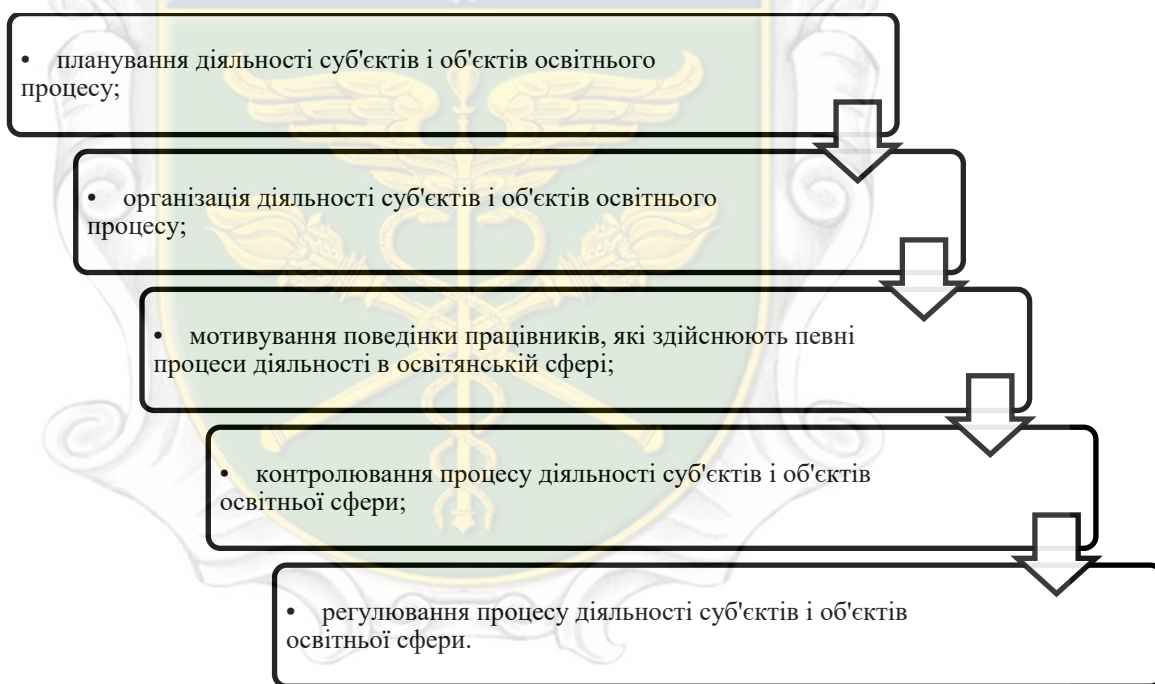 • планування діяльності суб'єктів і об'єктів освітнього
процесу;
• організація діяльності суб'єктів і об'єктів освітнього
процесу;
• мотивування поведінки працівників, які здійснюють певні
процеси діяльності в освітянській сфері;
• контролювання процесу діяльності суб'єктів і об'єктів
освітньої сфери;
• регулювання процесу діяльності суб'єктів і об'єктів
освітньої сфери.